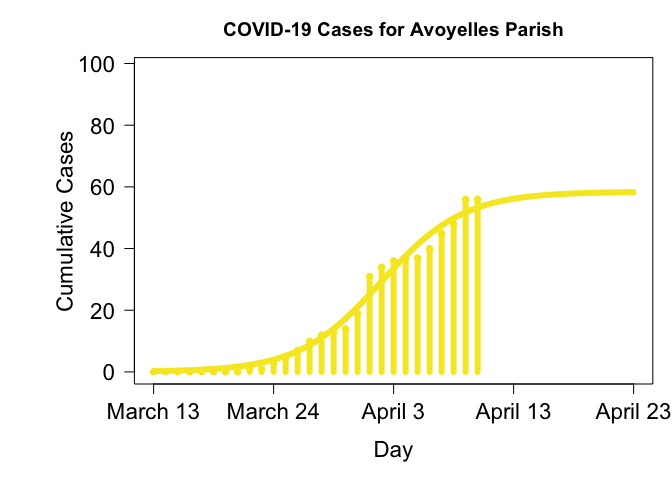 COVID-19 Cases for Avoyelles Parish
Cumulative Cases
100
80
60
40
20
0
March 13 March 24 April 3 April 13 April 23
Day